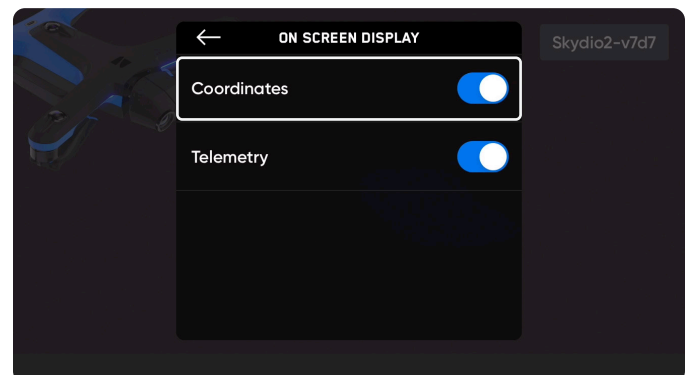 ON SCREEN DISPLAY
Skydio2-v7d7
Coordinates
Telemetry